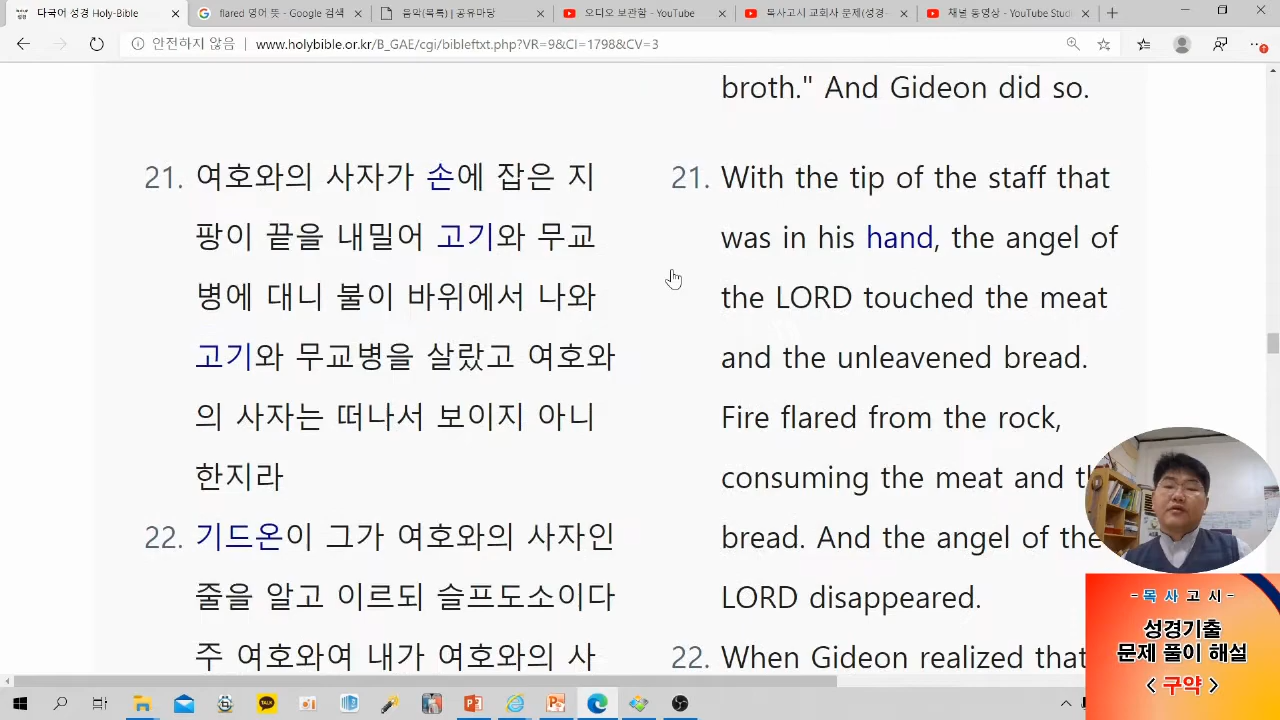 다국어 성경 Holy-Bible
flared 영어 뜻 - Google 검색
음악(목록) | 공유마당
오디오 보관함 - YouTube
목사고시 교회사 문제(성경-
채널 동영상 - YouTube Studi
안전하지 않음
www.holybible.or.kr/B_GAE/cgi/bibleftxt.php?VR=9&CI=1798&CV=3
broth." And Gideon did so.
21. 여호와의 사자가 손에 잡은 지
팡이 끝을 내밀어 고기와 무교
병에 대니 불이 바위에서 나와
고기와 무교병을 살랐고 여호와
의 사자는 떠나서 보이지 아니
한지라
22. 기드온이 그가 여호와의 사자인
줄을 알고 이르되 슬프도소이다
주 여호와여 내가 여호와의 사
21. With the tip of the staff that
was in his hand, the angel of
the LORD touched the meat
and the unleavened bread.
Fire flared from the rock,
consuming the meat and
bread. And the angel of the
LORD disappeared.
22. When Gideon realized that
- 목 사 고 시 -
성경기출
문제 풀이 해설
< 구약 >
TALK